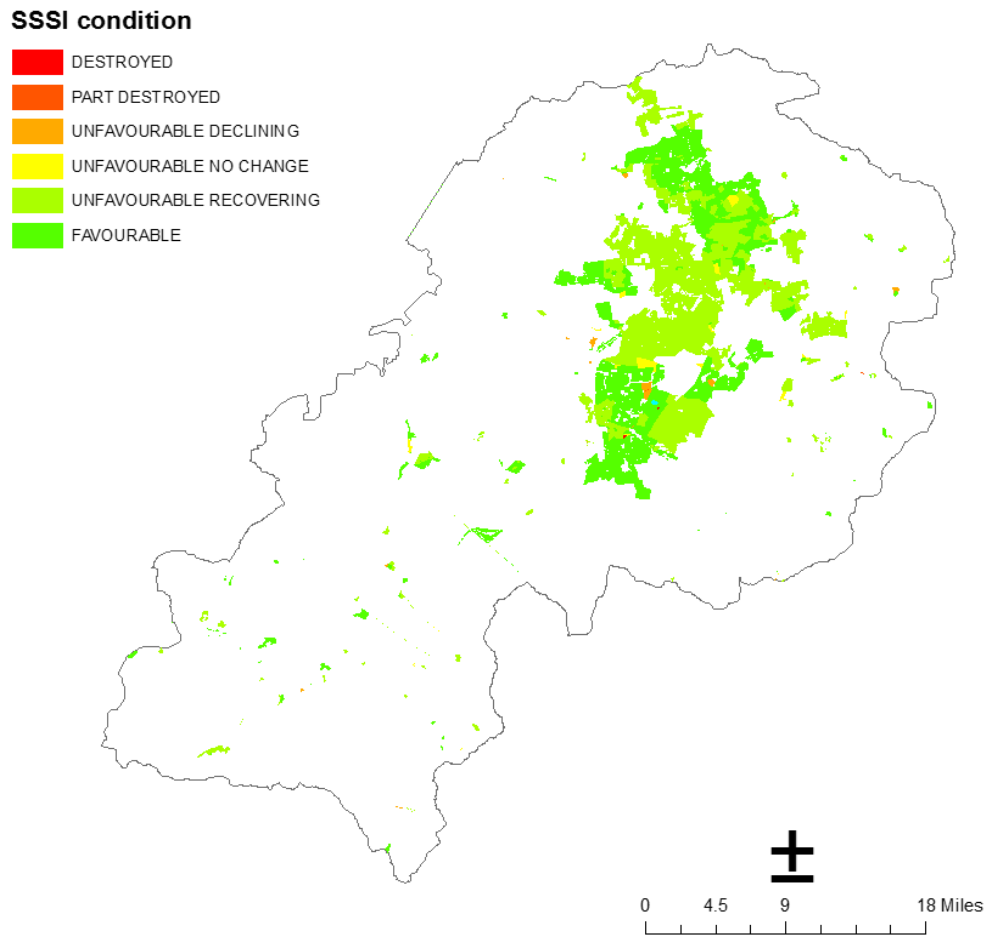 SSSI condition
DESTROYED
PART DESTROYED
UNFAVOURABLE DECLINING
UNFAVOURABLE NO CHANGE
UNFAVOURABLE RECOVERING
FAVOURABLE
±
0 4.5 9 18 Miles